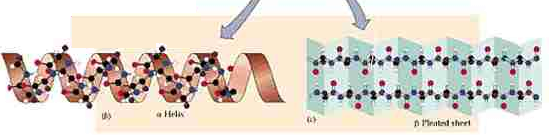 (b)
α Helix
(c)
β Pleated sheet